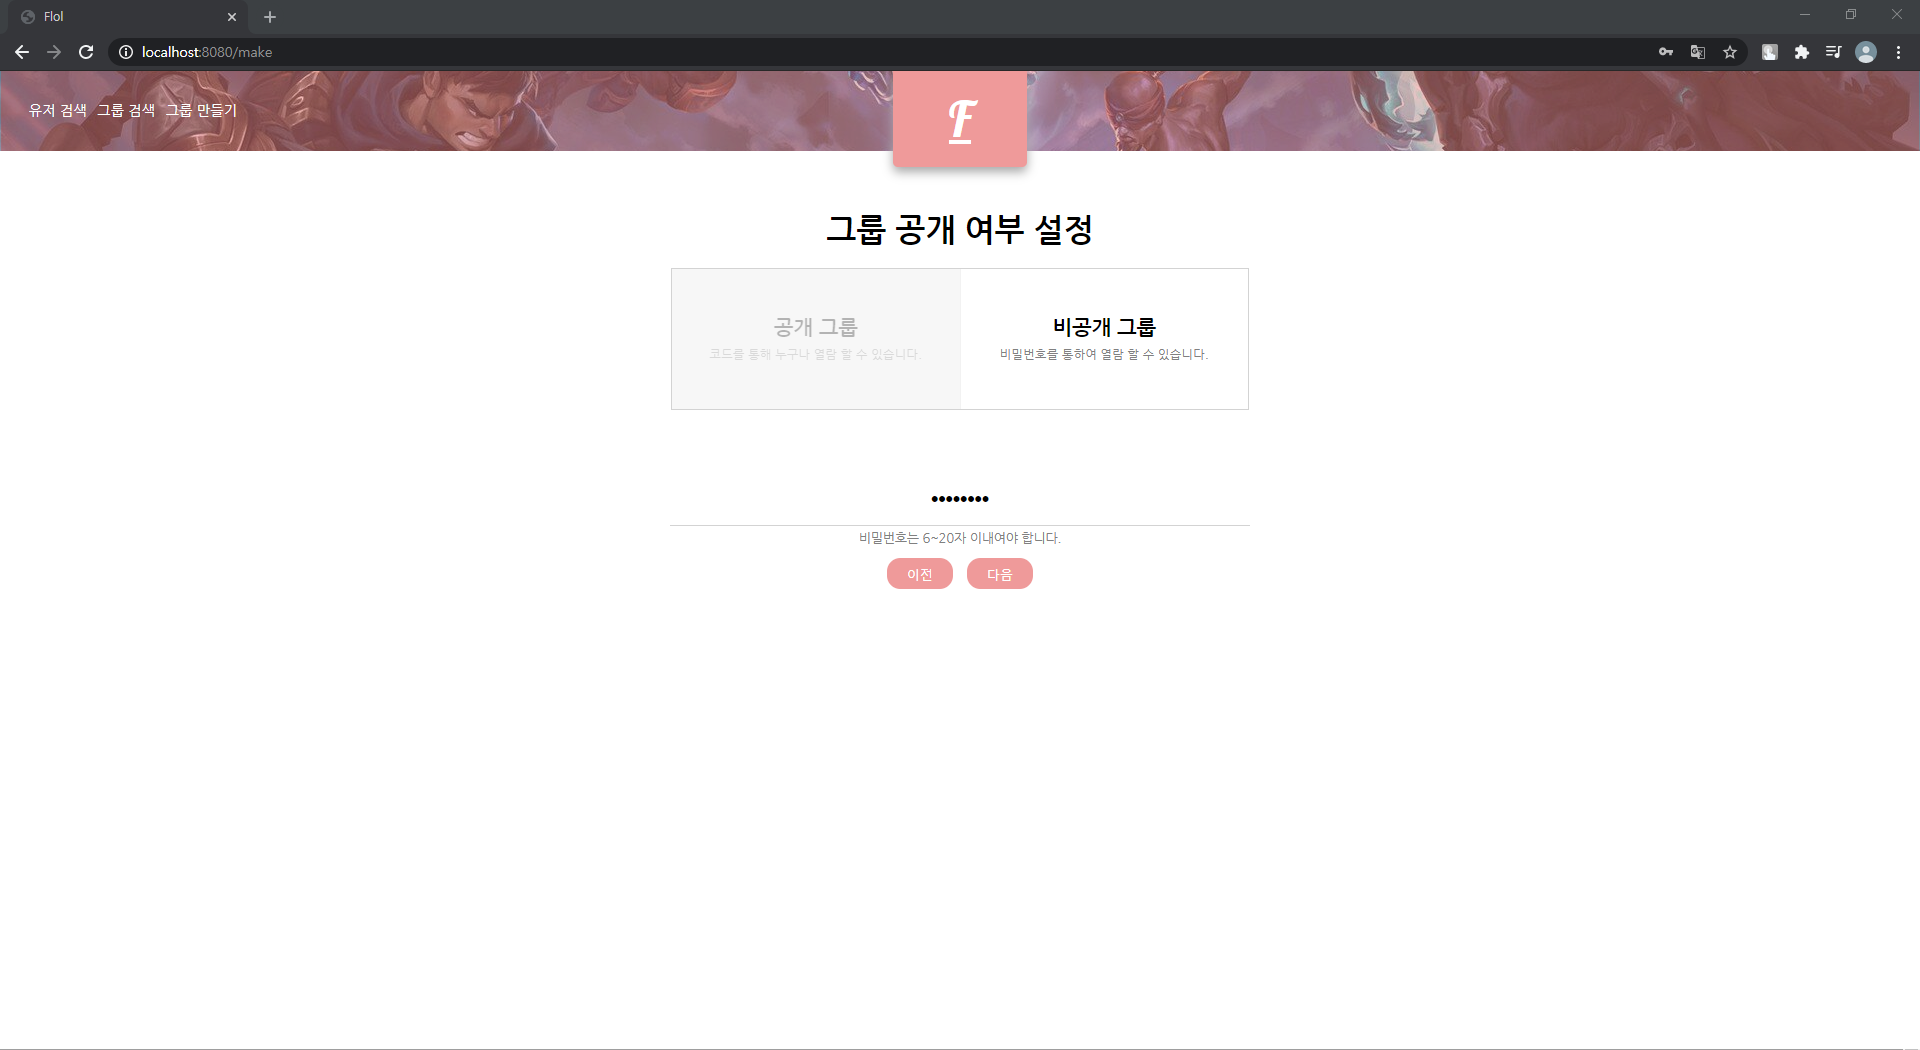 Flol
localhost:8080/make
유저 검색 그룹 검색 그룹 만들기
F
그룹 공개 여부 설정
공개 그룹
코드를 통해 누구나 열람 할 수 있습니다.
비공개 그룹
비밀번호를 통하여 열람 할 수 있습니다.
••••••••
비밀번호는 6~20자 이내여야 합니다.
이전 다음